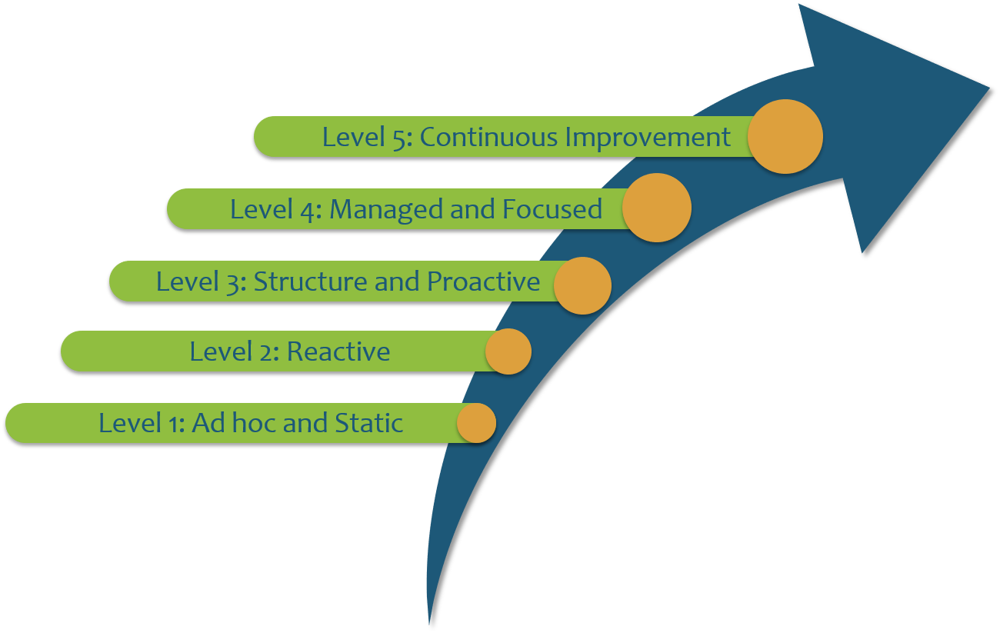 Level 5: Continuous Improvement
Level 4: Managed and Focused
Level 3: Structure and Proactive
Level 2: Reactive
Level 1: Ad hoc and Static